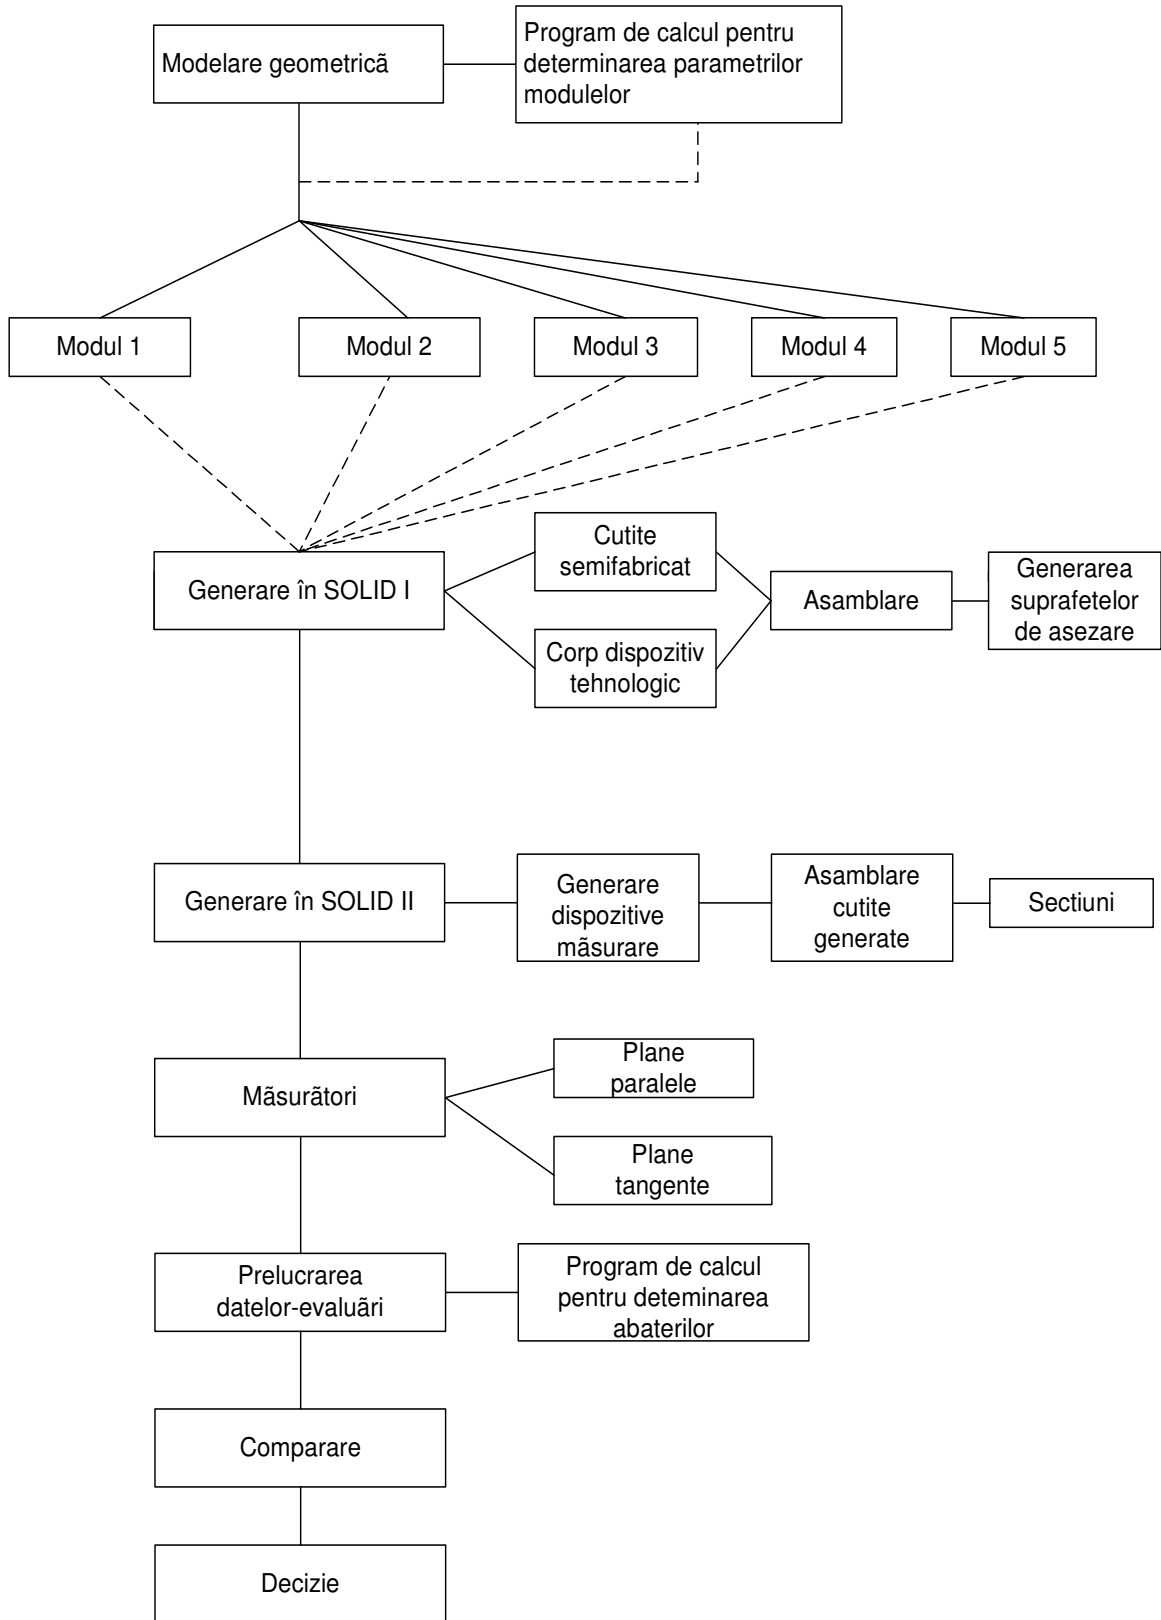 Modelare geometricã
Program de calcul pentru
determinarea parametrilor
modulelor
Modul 1
Modul 2
Modul 3
Modul 4
Modul 5
Generare în SOLID I
Cutite
semifabricat
Corp dispozitiv
tehnologic
Asamblare
Generarea
suprafetelor
de asezare
Generare în SOLID II
Generare
dispozitive
mãsurare
Asamblare
cutite
generate
Sectiuni
Mãsurãtori
Plane
paralele
Plane
tangente
Prelucrarea
datelor-evaluãri
Program de calcul
pentru deteminarea
abaterilor
Comparare
Decizie